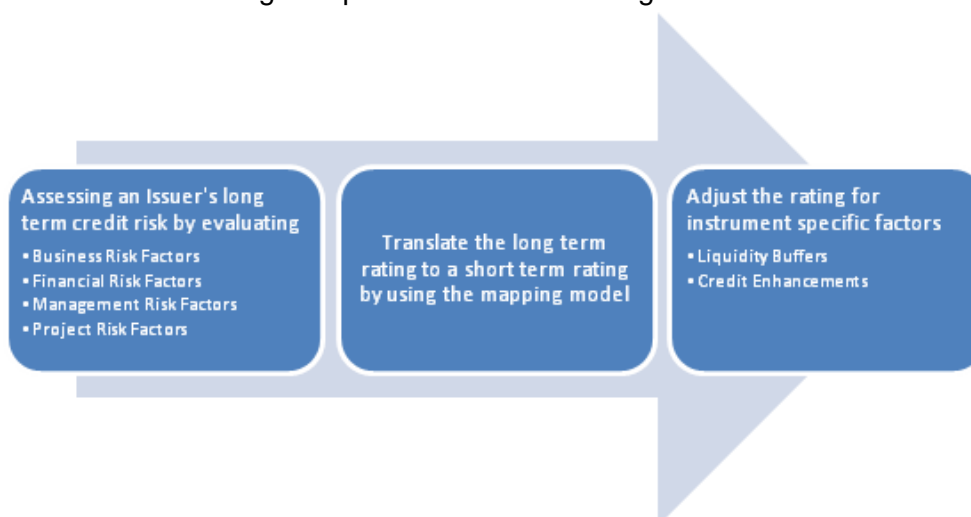 Assessing an Issuer's long
term credit risk by evaluating
• Business Risk Factors
• Financial Risk Factors
• Management Risk Factors
• Project Risk Factors
Translate the long term
rating to a short term rating
by using the mapping model
Adjust the rating for
instrument specific factors
• Liquidity Buffers
• Credit Enhancements